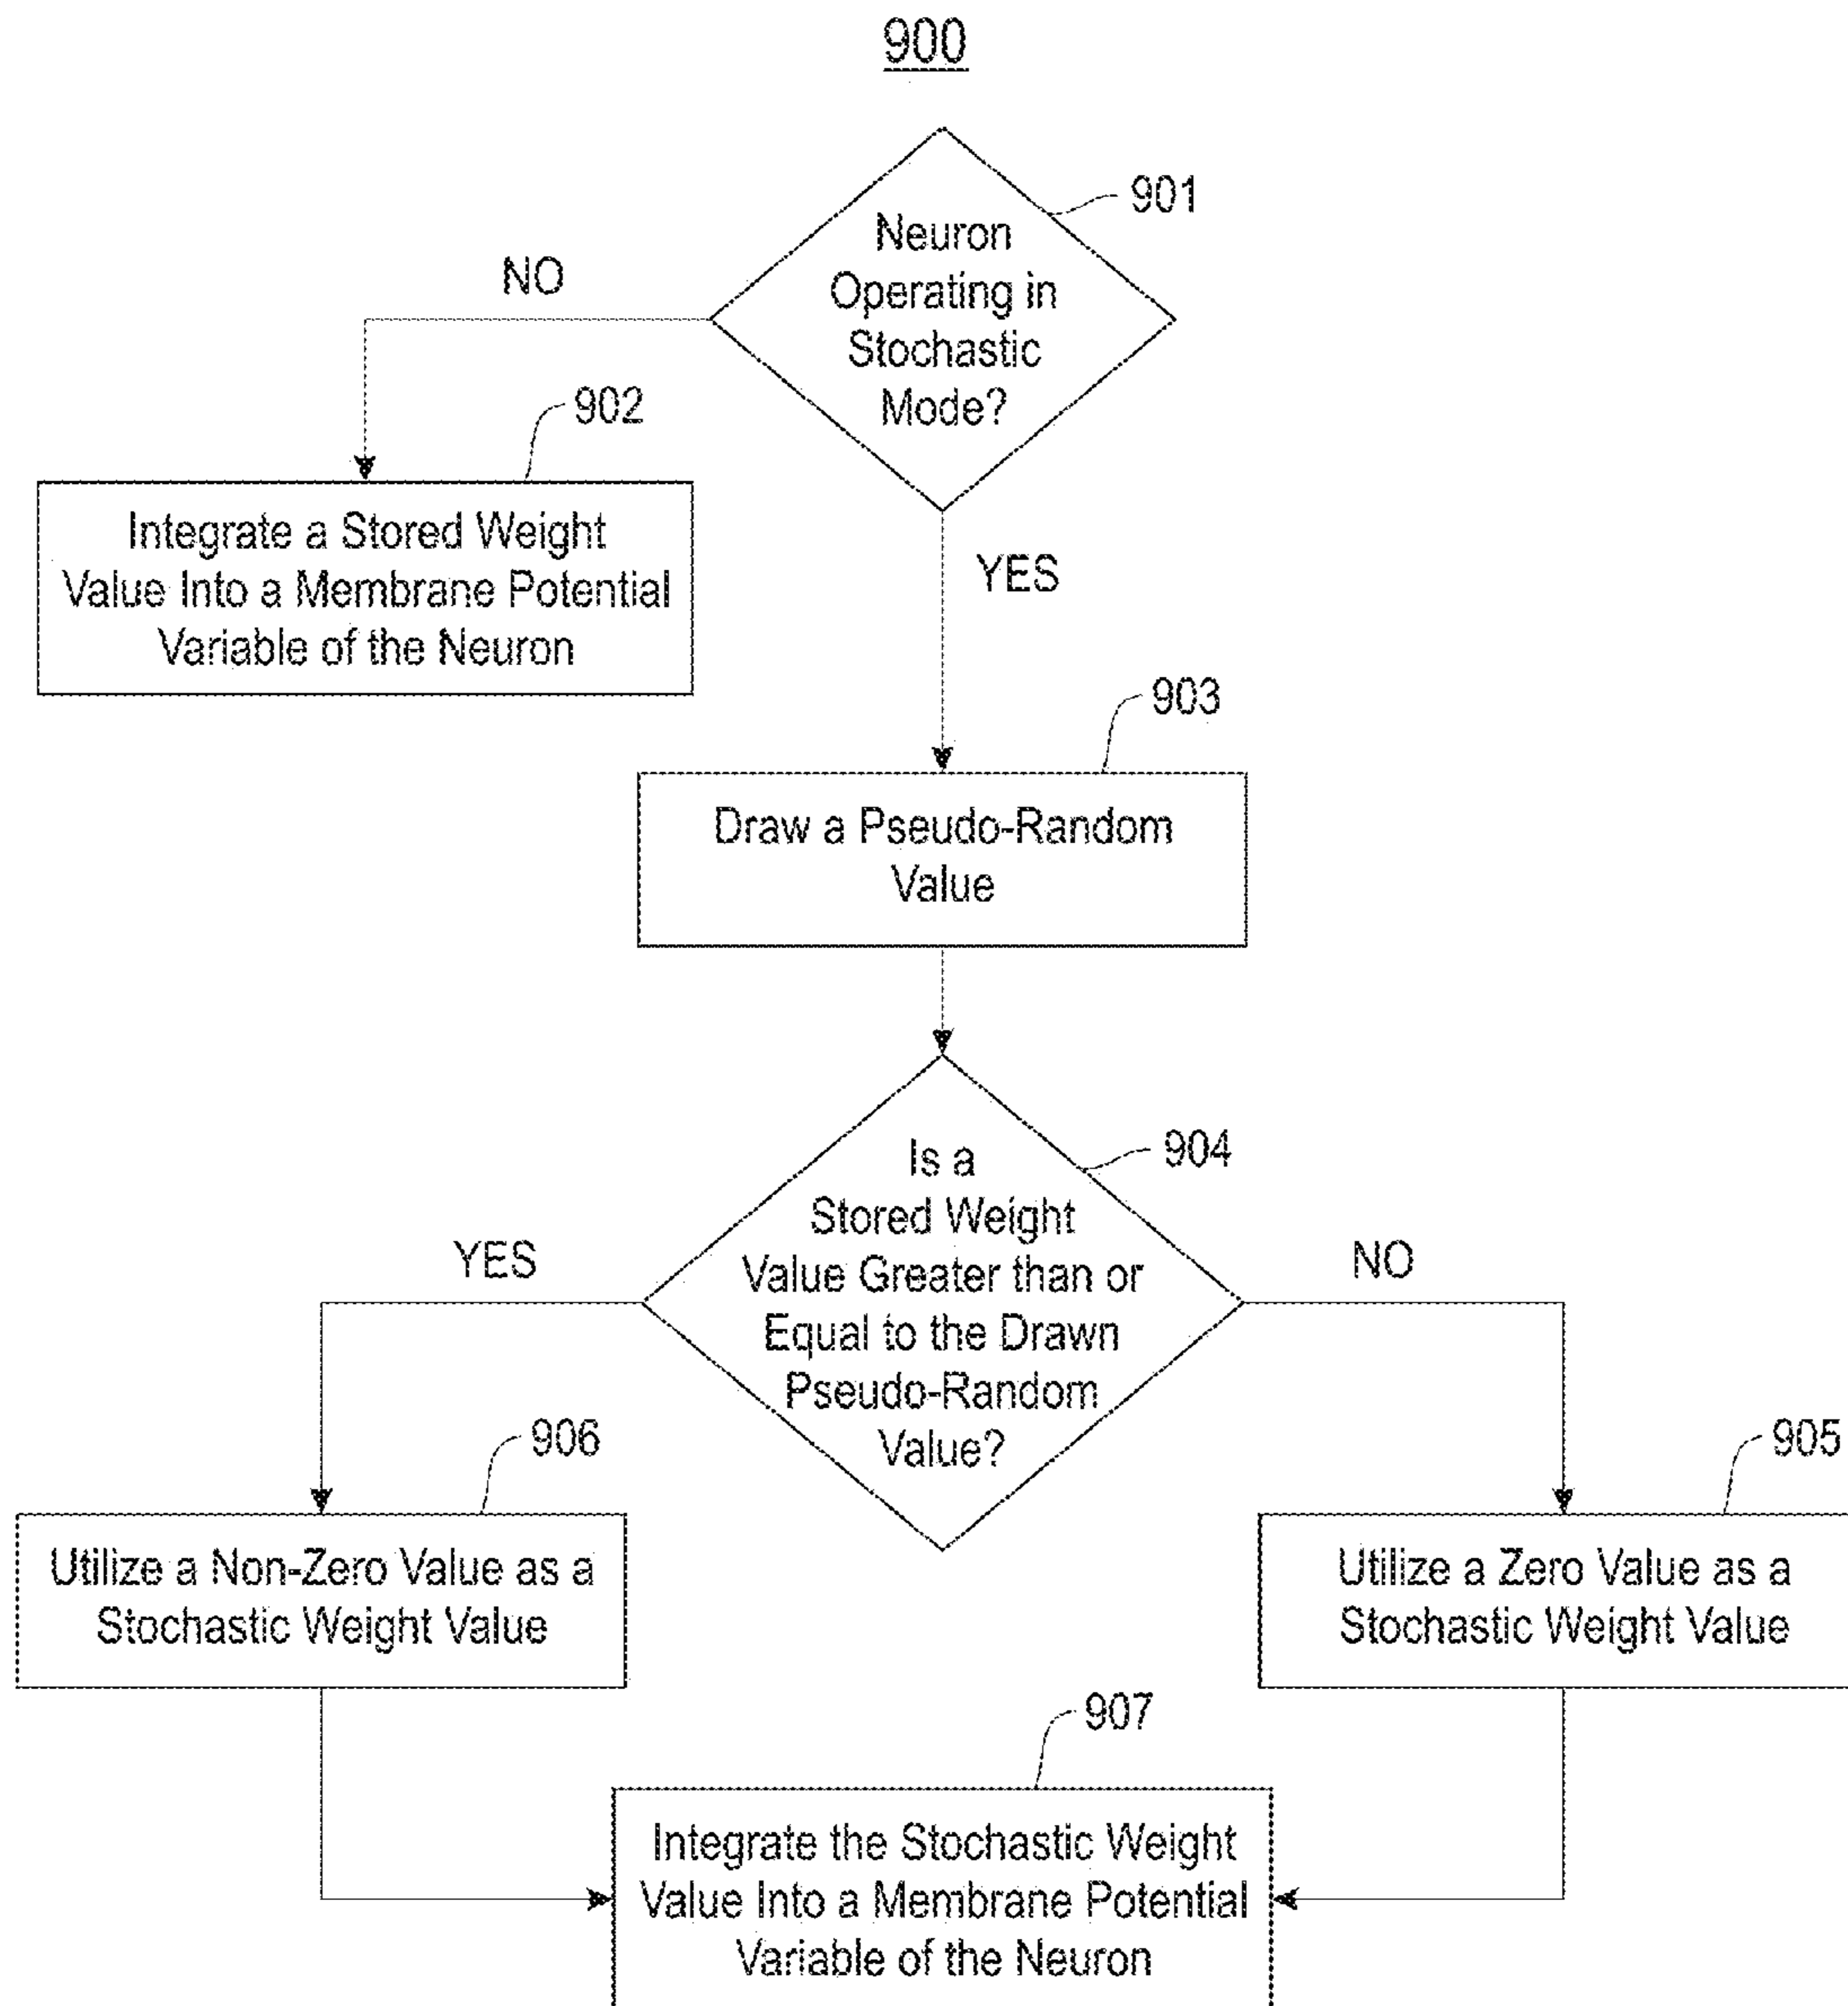 900
901
Neuron
Operating in
Stochastic
Mode?
NO
902
Integrate a Stored Weight
Value Into a Membrane Potential
Variable of the Neuron
YES
903
Draw a Pseudo-Random
Value
904
Is a
Stored Weight
Value Greater than or
Equal to the Drawn
Pseudo-Random
Value?
YES
NO
906
Utilize a Non-Zero Value as a
Stochastic Weight Value
905
Utilize a Zero Value as a
Stochastic Weight Value
907
Integrate the Stochastic Weight
Value Into a Membrane Potential
Variable of the Neuron